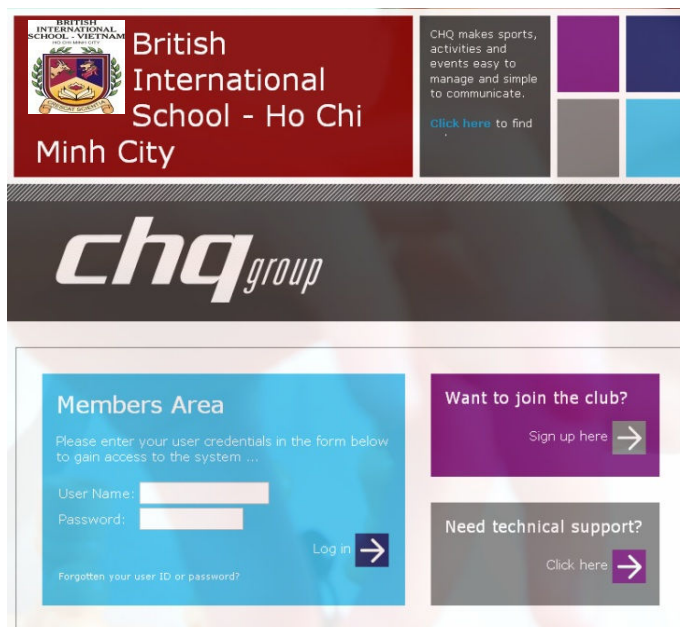 BRITISH
INTERNATIONAL
SCHOOL - VIETNAM
HO CHI MINH CITY
CRESCAT SCIENTIA
British
International
School - Ho Chi
Minh City
CHQ makes sports,
activities and
events easy to
manage and simple
to communicate.
Click here to find
chq group
Members Area
Please enter your user credentials in the form below
to gain access to the system ...
User Name:
Password:
Log in
Forgotten your user ID or password?
Want to join the club?
Sign up here
Need technical support?
Click here